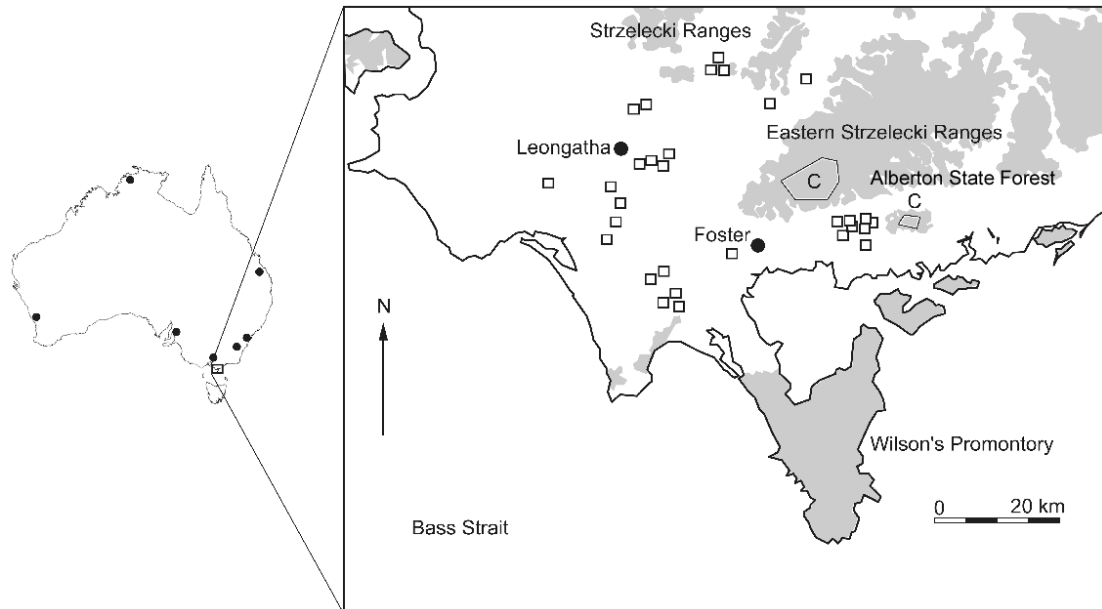 Strzelecki Ranges
Eastern Strzelecki Ranges
Leongatha
C
Alberton State Forest
C
Foster
N
Wilson's Promontory
0 20 km
Bass Strait